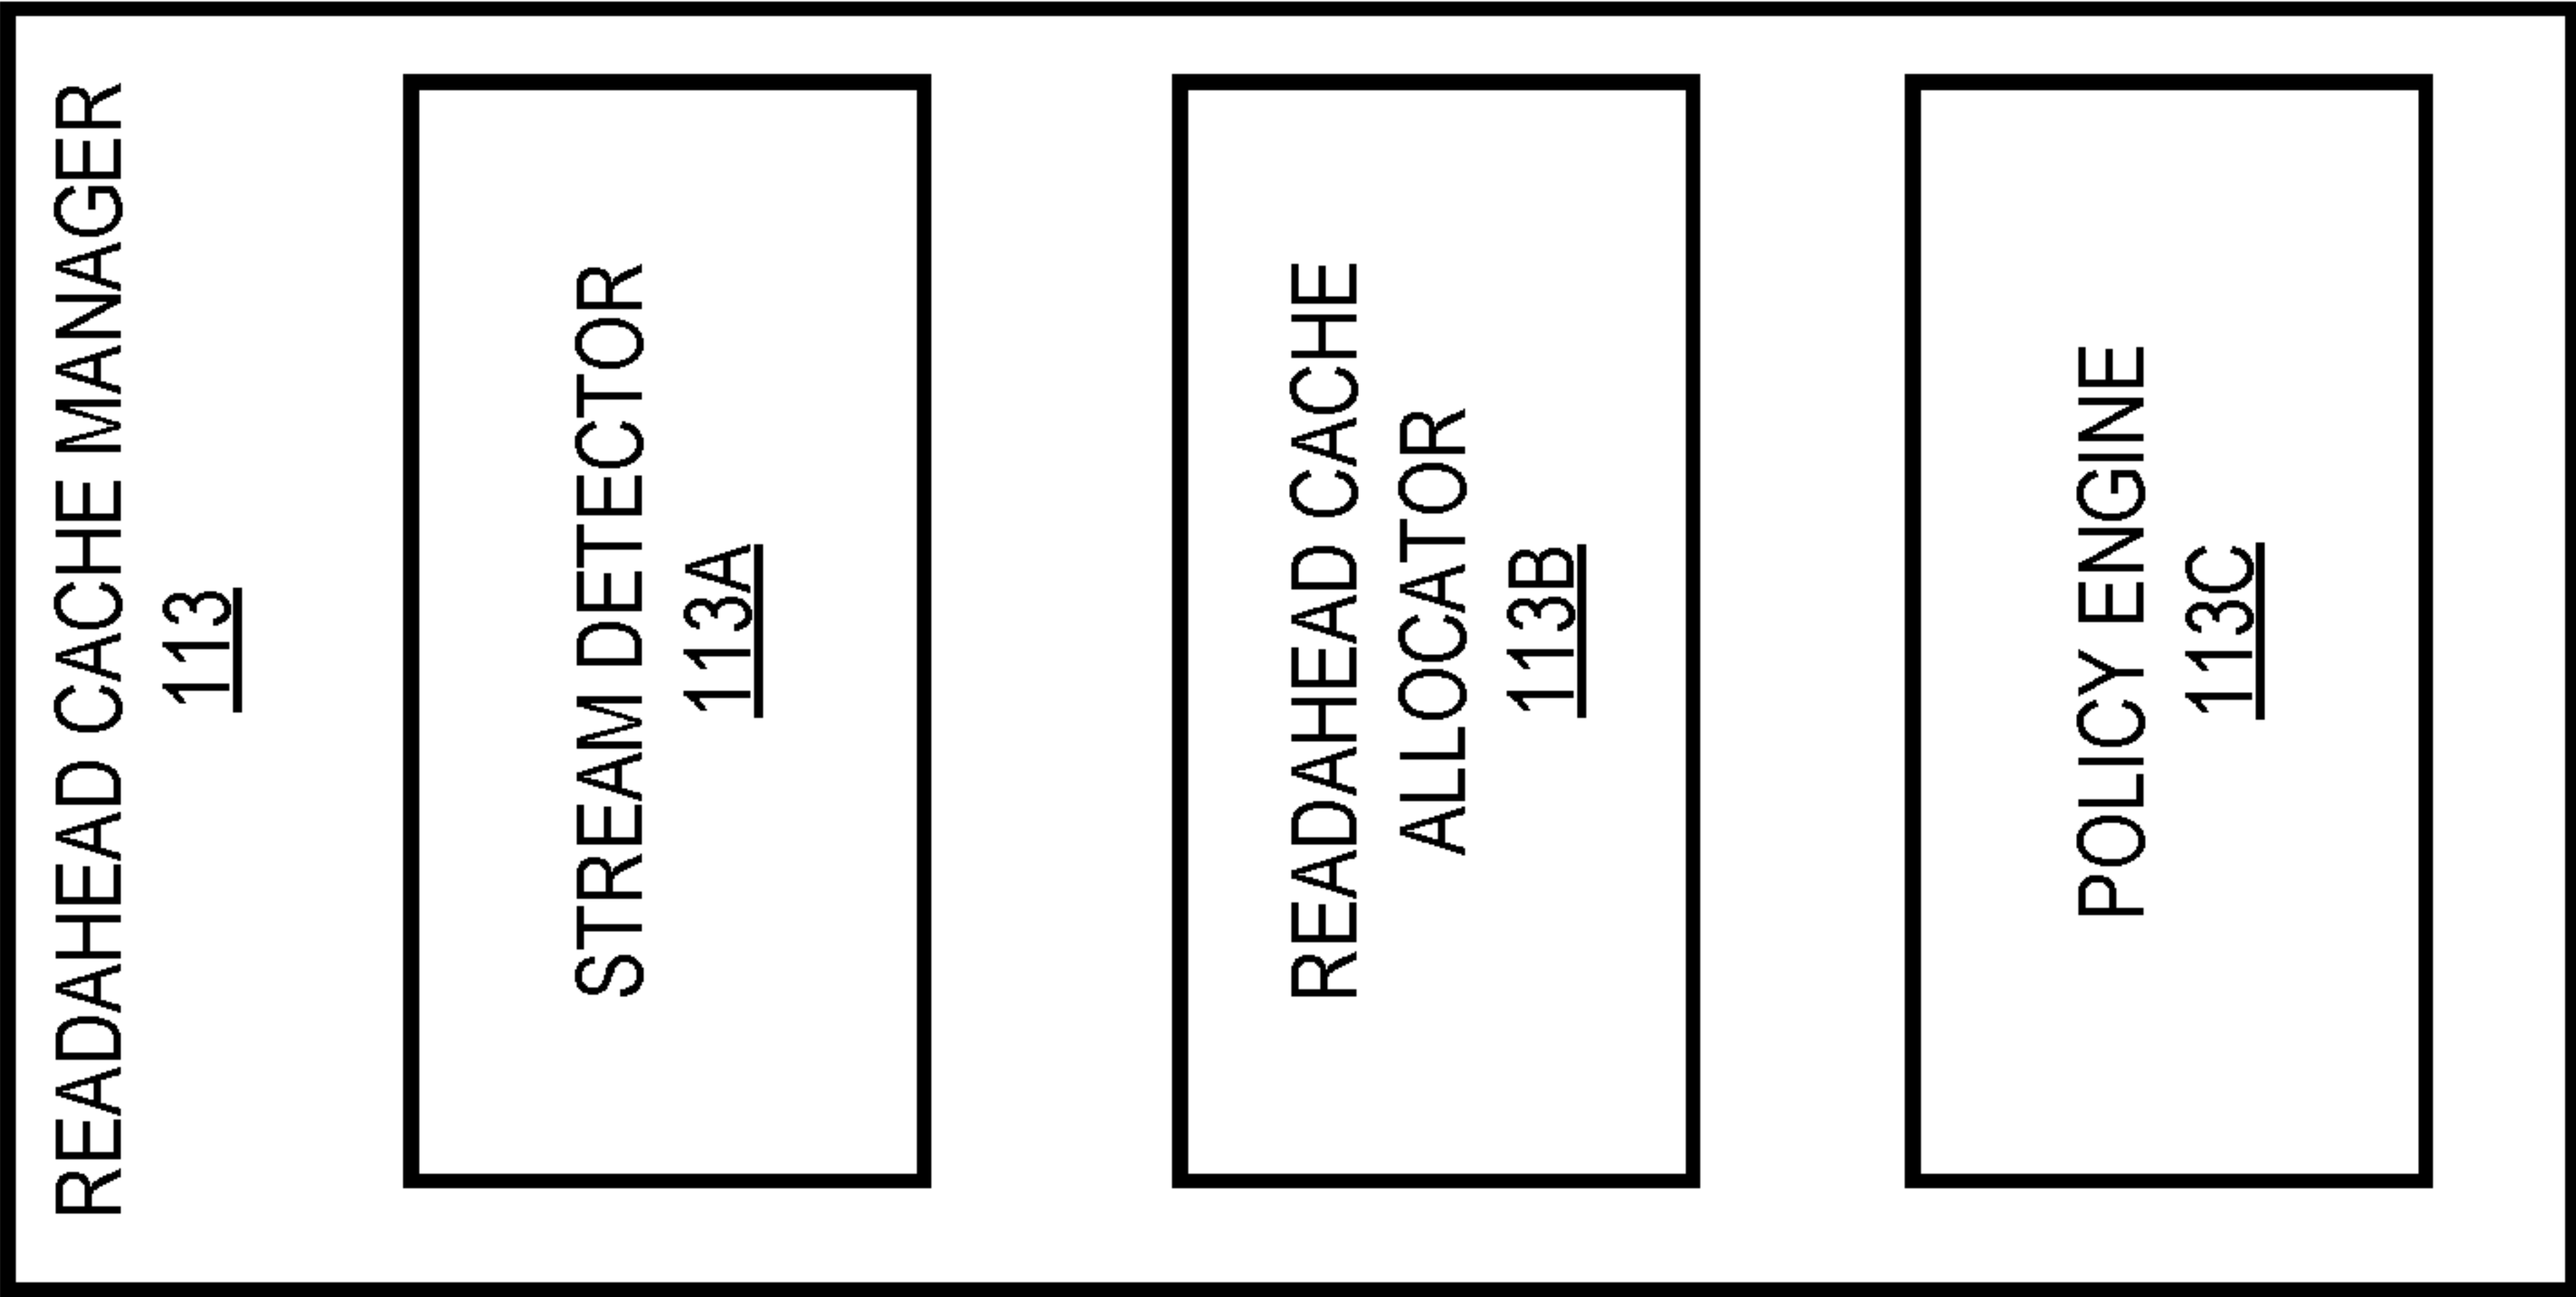 READAHEAD CACHE MANAGER
113
STREAM DETECTOR
113A
READAHEAD CACHE
ALLOCATOR
113B
POLICY ENGINE
113C